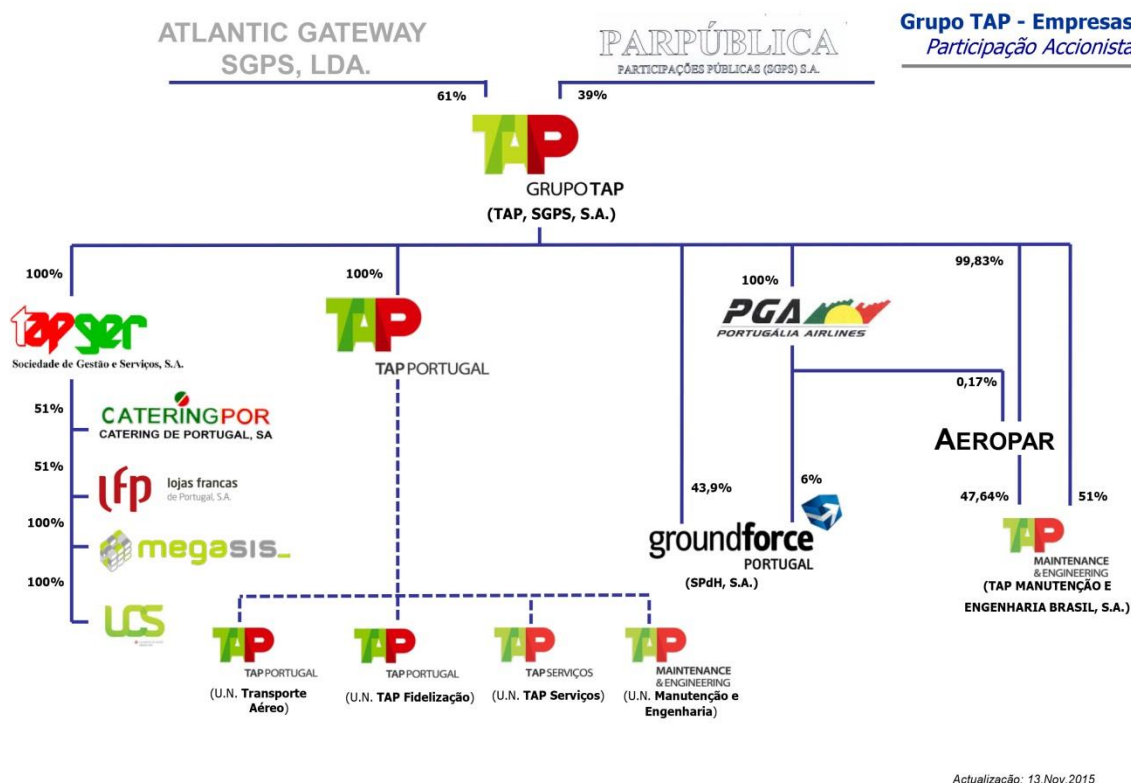 ATLANTIC GATEWAY
SGPS, LDA.
PARPÚBLICA
PARTICIPAÇÕES PÚBLICAS (SGPS) S.A.
Grupo TAP - Empresas
Participação Accionista
61%
39%
TAP
GRUPO TAP
(TAP, SGPS, S.A.)
100%
100%
100%
99,83%
tapger
Sociedade de Gestão e Serviços, S.A.
TAP
TAP PORTUGAL
PGA
PORTUGÁLIA AIRLINES
0,17%
51%
CATERINGPOR
CATERING DE PORTUGAL, SA
AEROPAR
51%
lfp
lojas francas
de Portugal, S.A.
43,9%
6%
47,64%
51%
100%
megasis_
groundforce
PORTUGAL
(SPdH, S.A.)
TAP
MAINTENANCE
& ENGINEERING
(TAP MANUTENÇÃO E
ENGENHARIA BRASIL, S.A.)
100%
UCS
TAP
TAP PORTUGAL
(U.N. Transporte
Aéreo)
TAP
TAP PORTUGAL
(U.N. TAP Fidelização)
TAP
TAP SERVIÇOS
(U.N. TAP Serviços)
TAP
MAINTENANCE
& ENGINEERING
(U.N. Manutenção e
Engenharia)
Actualização: 13.Nov.2015